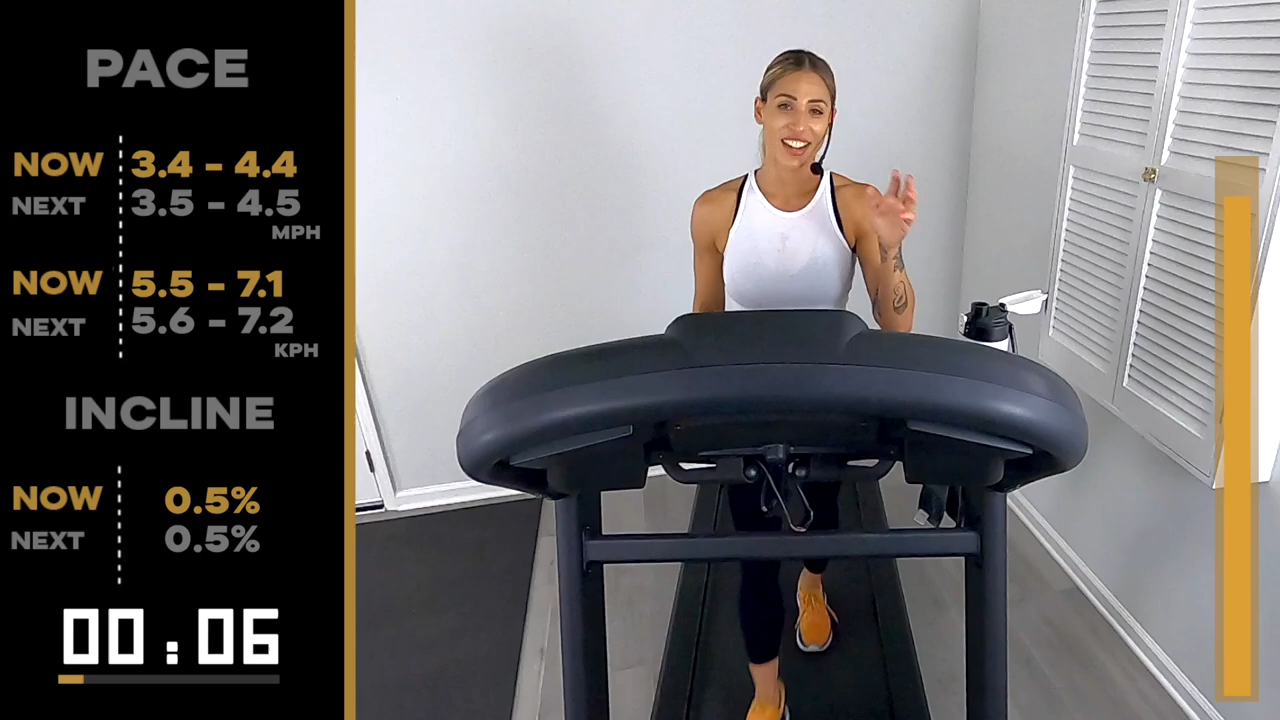 PACE
NOW 3.4 - 4.4
NEXT 3.5 - 4.5
MPH
NOW 5.5 - 7.1
NEXT 5.6 - 7.2
KPH
INCLINE
NOW 0.5%
NEXT 0.5%
00:06